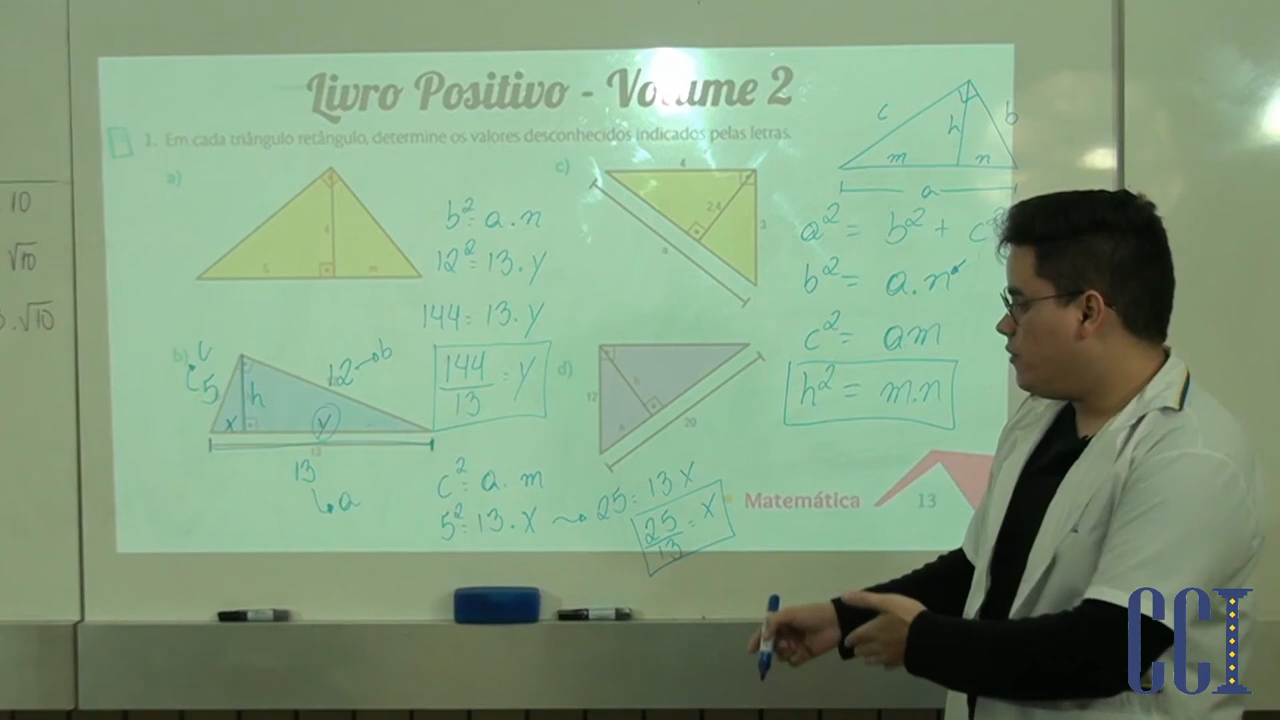 Livro Positivo - Volume 2
1. Em cada triângulo retângulo, determine os valores desconhecidos indicados pelas letras.
a)
4
5
m
b)
c
5
h
x
y
12 → b
13
13
↳ a
b² = a.n
12² = 13.y
144 = 13.y
144/13 = y
c² = a.m
5² = 13.x → 25 = 13x
25/13 = x
c)
4
2,4
3
a
d)
12
h
n
20
c
h
b
m
n
a
a² = b² + c²
b² = a.n
c² = am
h² = m.n
Matemática
13
10
√10
.√10
CCI